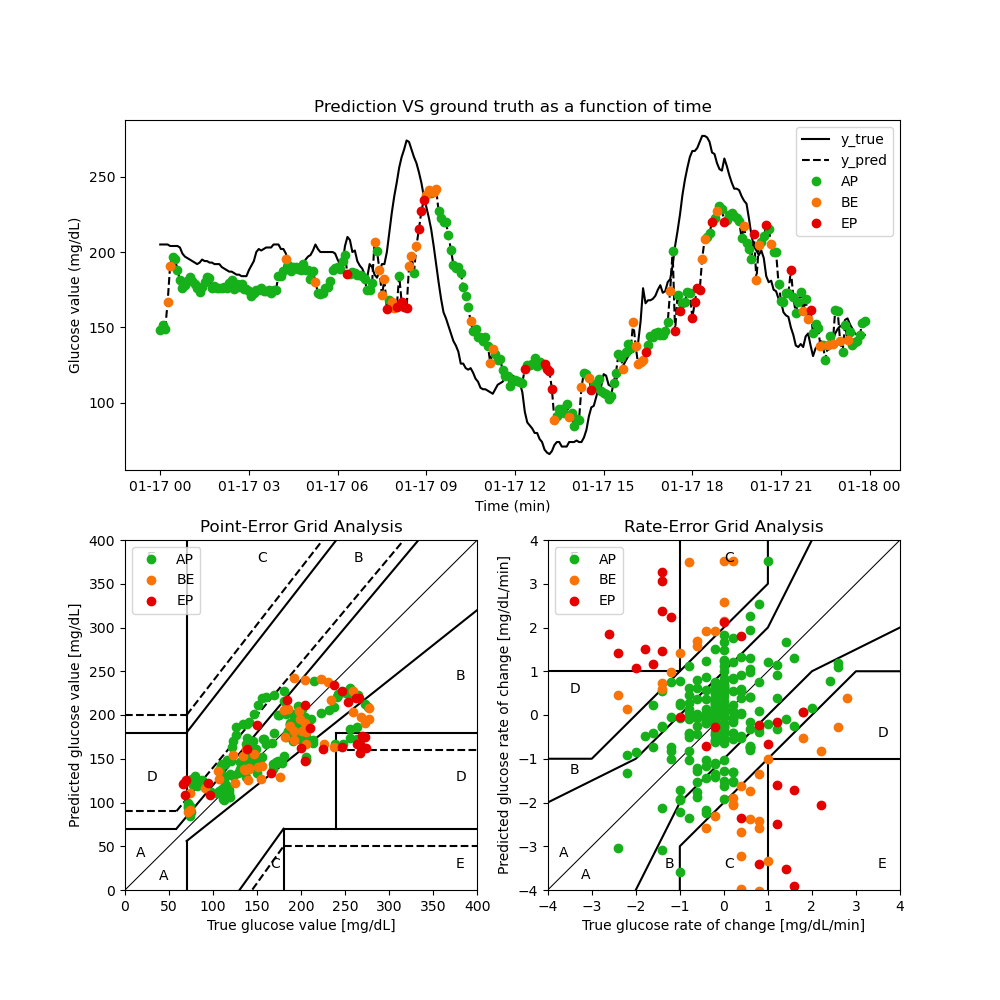 Prediction VS ground truth as a function of time
Glucose value (mg/dL)
250
200
150
100
y_true
y_pred
AP
BE
EP
01-17 00 01-17 03 01-17 06 01-17 09 01-17 12 01-17 15 01-17 18 01-17 21 01-18 00
Time (min)
Point-Error Grid Analysis
Predicted glucose value [mg/dL]
400
350
300
250
200
150
100
50
0
AP
BE
EP
C
B
B
D
D
A
A
C
E
0 50 100 150 200 250 300 350 400
True glucose value [mg/dL]
Rate-Error Grid Analysis
Predicted glucose rate of change [mg/dL/min]
4
3
2
1
0
−1
−2
−3
−4
AP
BE
EP
C
D
D
B
A
A
B
C
E
−4 −3 −2 −1 0 1 2 3 4
True glucose rate of change [mg/dL/min]